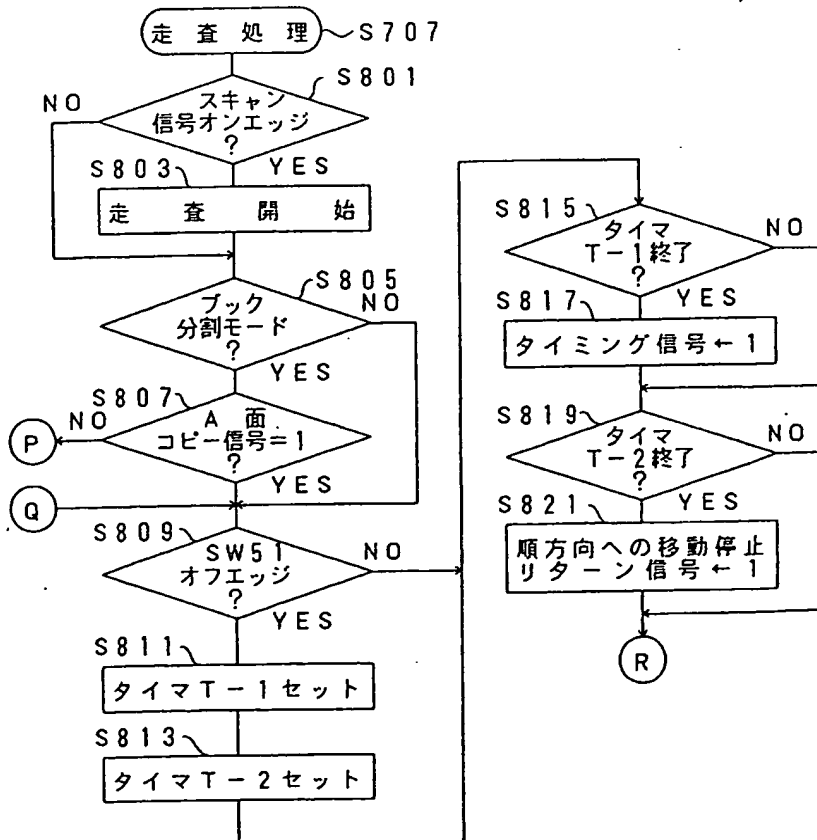 走査処理
S707
S801
NO
スキャン
信号オンエッジ
?
YES
S803
走査開始
S805
ブック
分割モード
?
NO
YES
S807
NO
A面
コピー信号=1
?
YES
P
Q
S809
SW51
オフエッジ
?
NO
YES
S811
タイマT-1セット
S813
タイマT-2セット
S815
タイマ
T-1終了
?
NO
YES
S817
タイミング信号←1
S819
タイマ
T-2終了
?
NO
YES
S821
順方向への移動停止
リターン信号←1
R